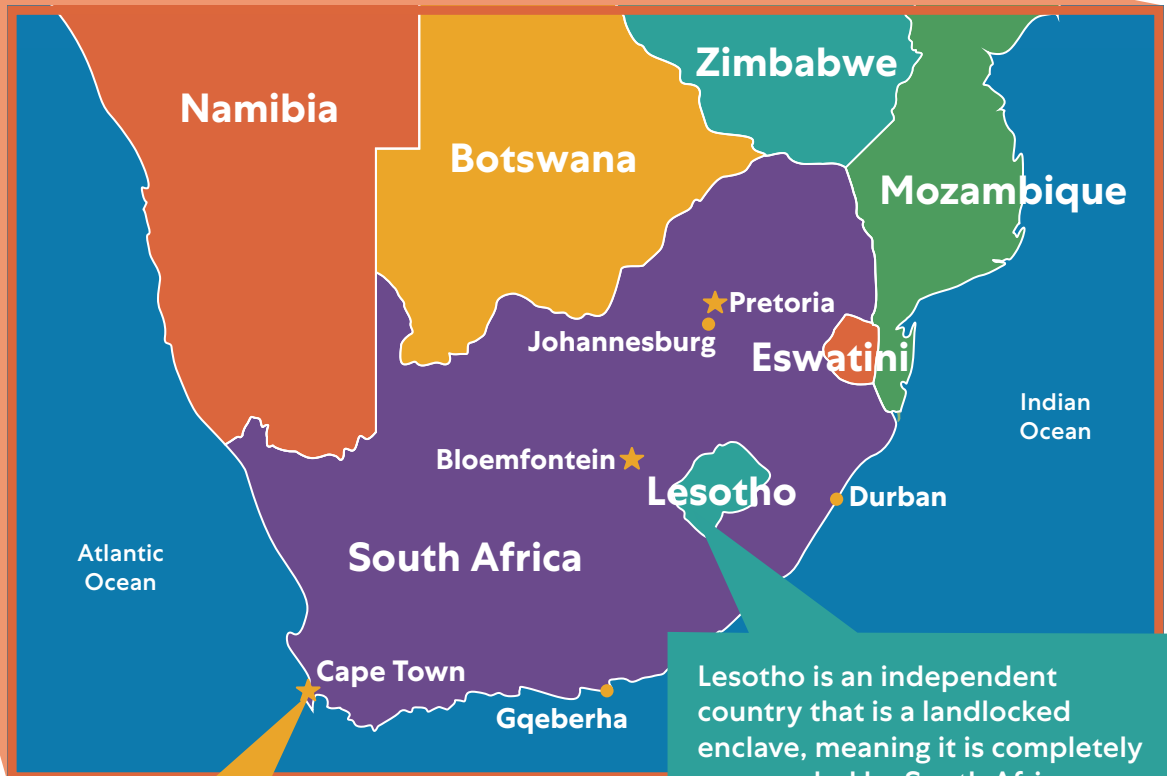 Zimbabwe
Namibia
Botswana
Mozambique
Pretoria
Johannesburg
Eswatini
Indian
Ocean
Bloemfontein
Lesotho
Durban
Atlantic
Ocean
South Africa
Cape Town
Gqeberha
Lesotho is an independent
country that is a landlocked
enclave, meaning it is completely